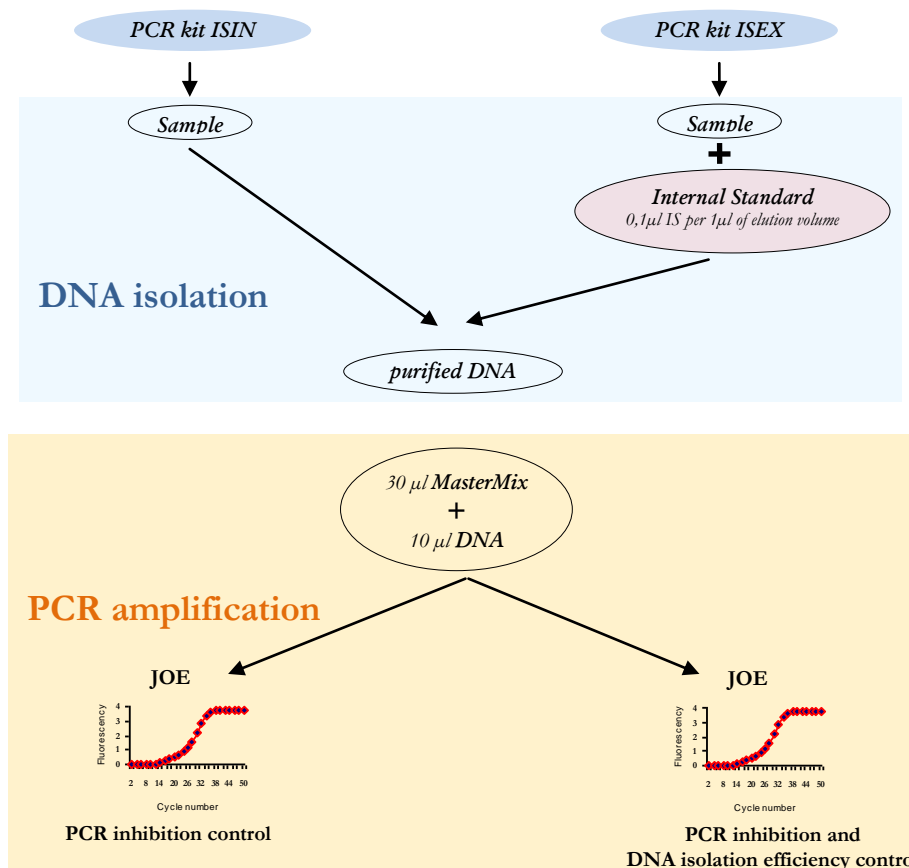 PCR kit ISIN
PCR kit ISEX
Sample
Sample
+
Internal Standard
0,1µl IS per 1µl of elution volume
DNA isolation
purified DNA
30 µl MasterMix
+
10 µl DNA
PCR amplification
JOE
Fluorescency
4
3
2
1
0
2 8 14 20 26 32 38 44 50
Cycle number
PCR inhibition control
JOE
Fluorescency
4
3
2
1
0
2 8 14 20 26 32 38 44 50
Cycle number
PCR inhibition and
DNA isolation efficiency contro